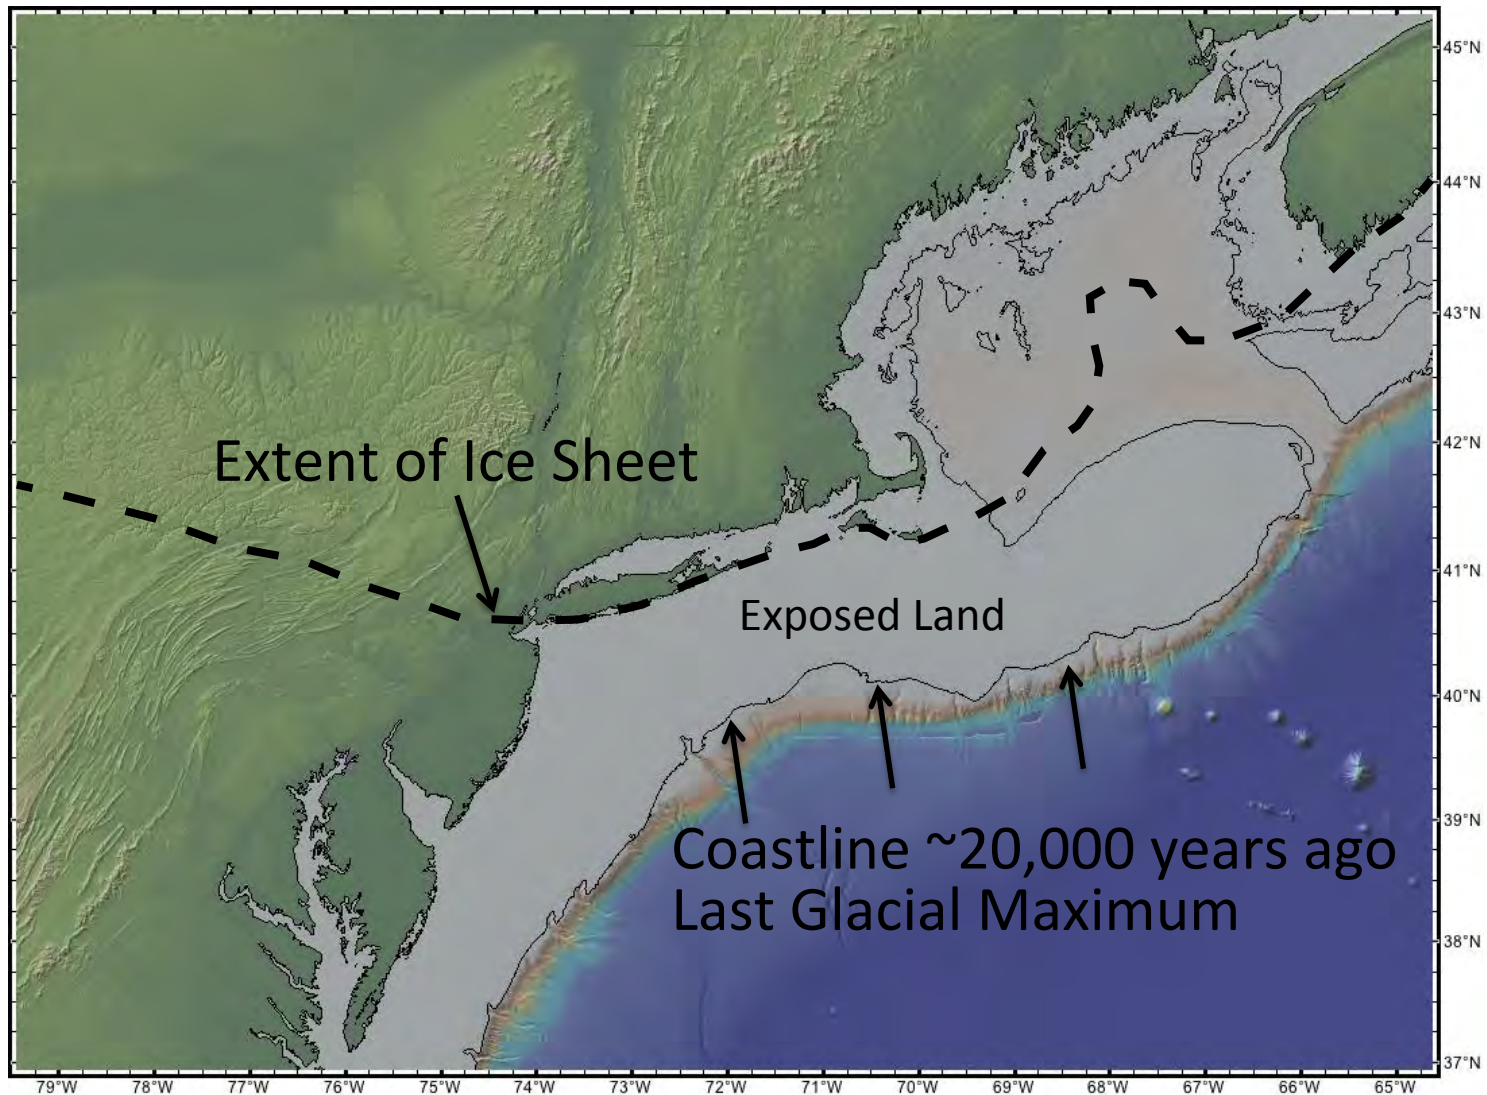 45°N
44°N
43°N
Extent of Ice Sheet
42°N
41°N
Exposed Land
40°N
Coastline ~20,000 years ago
39°N
Last Glacial Maximum
38°N
37°N
79°W 78°W 77°W 76°W 75°W 74°W 73°W 72°W 71°W 70°W 69°W 68°W 67°W 66°W 65°W